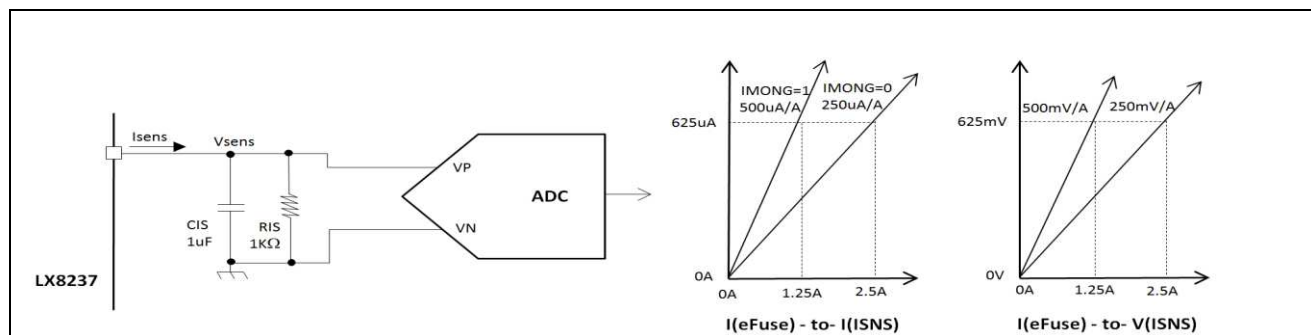 Isens
Vsens
CIS
1uF
RIS
1KΩ
LX8237
VP
VN
ADC
IMONG=1
500uA/A
IMONG=0
250uA/A
625uA
0A
0A
1.25A
2.5A
I(eFuse) - to- I(ISNS)
500mV/A
250mV/A
625mV
0V
0A
1.25A
2.5A
I(eFuse) - to- V(ISNS)